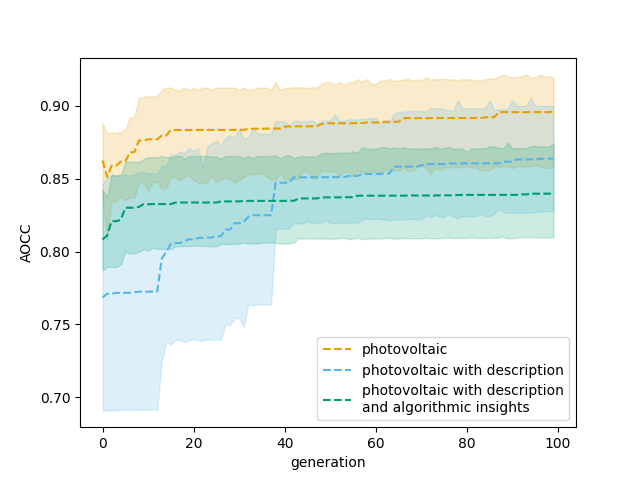 0.90
0.85
0.80
0.75
0.70
AOCC
0 20 40 60 80 100
generation
photovoltaic
photovoltaic with description
photovoltaic with description
and algorithmic insights